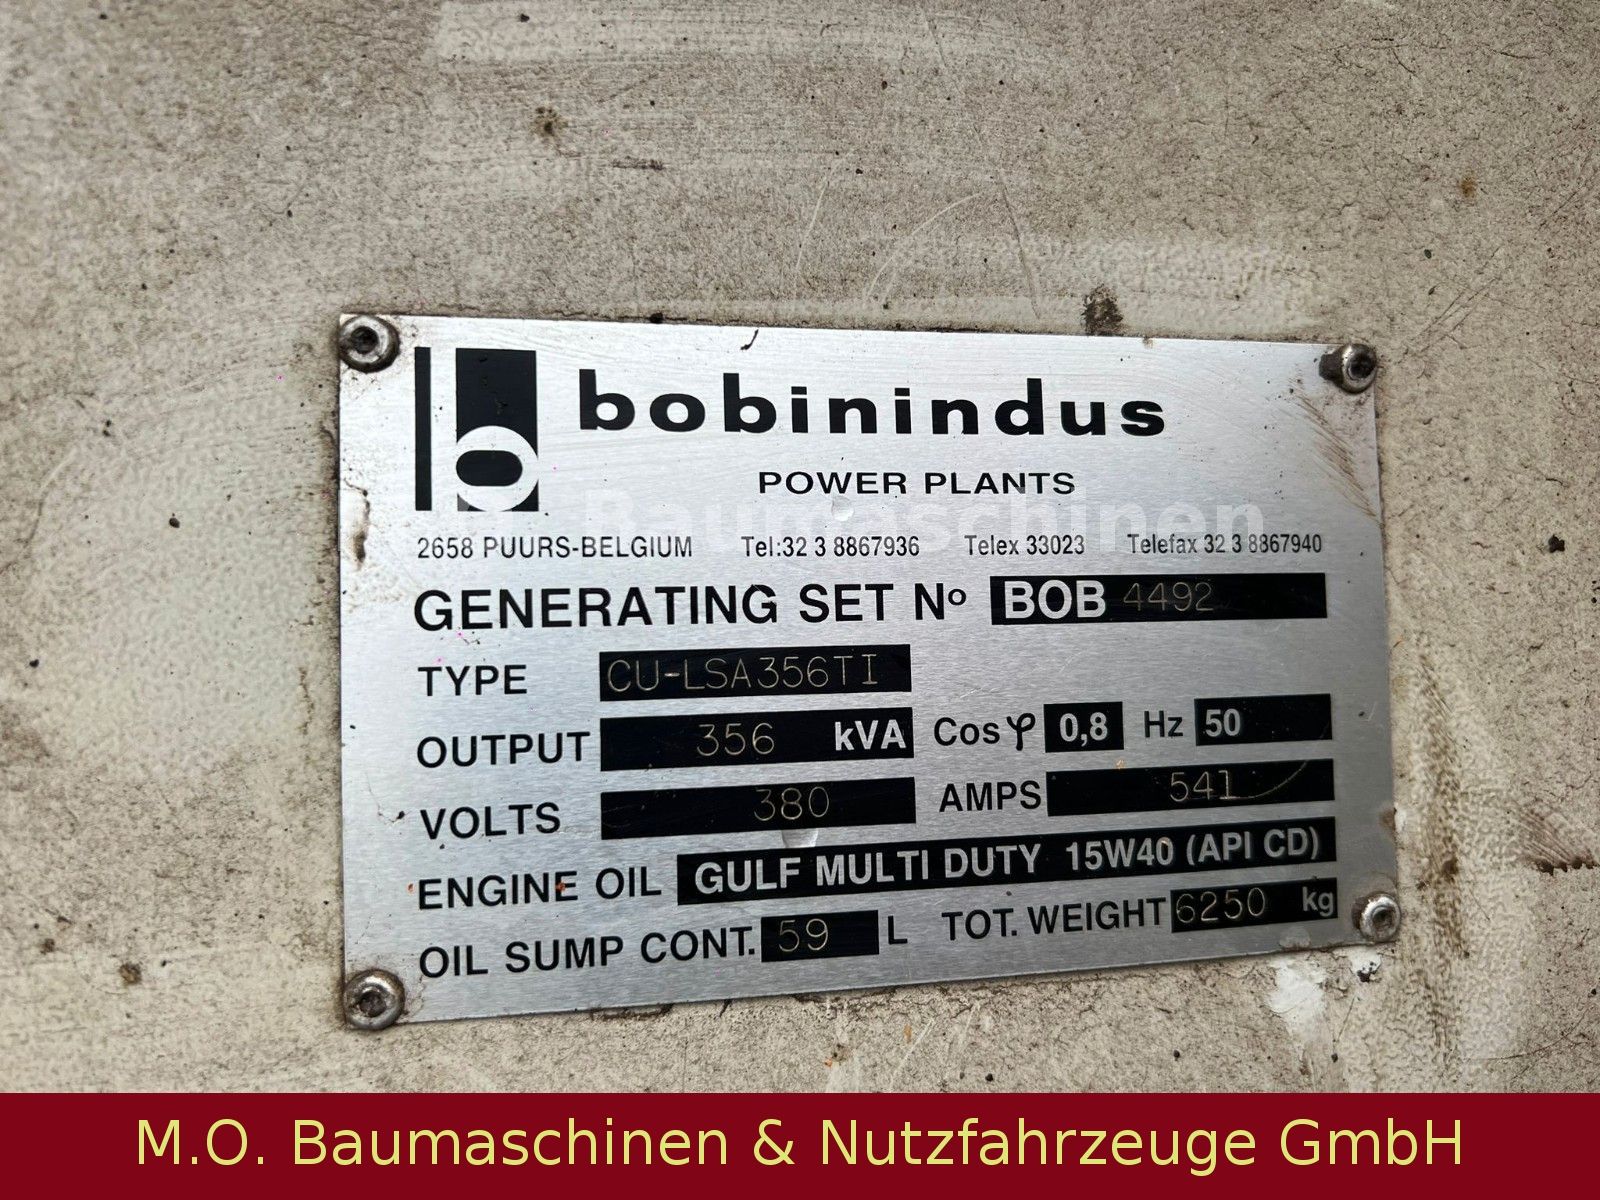 b bobinindus
POWER PLANTS
Baumaschinen
2658 PUURS-BELGIUM Tel:32 3 8867936 Telex 33023 Telefax 32 3 8867940
GENERATING SET Nº BOB 4492
TYPE CU-LSA356TI
OUTPUT 356 kVA Cos φ 0,8 Hz 50
VOLTS 380 AMPS 541
ENGINE OIL GULF MULTI DUTY 15W40 (API CD)
OIL SUMP CONT. 59 L TOT. WEIGHT 6250 kg
M.O. Baumaschinen & Nutzfahrzeuge GmbH